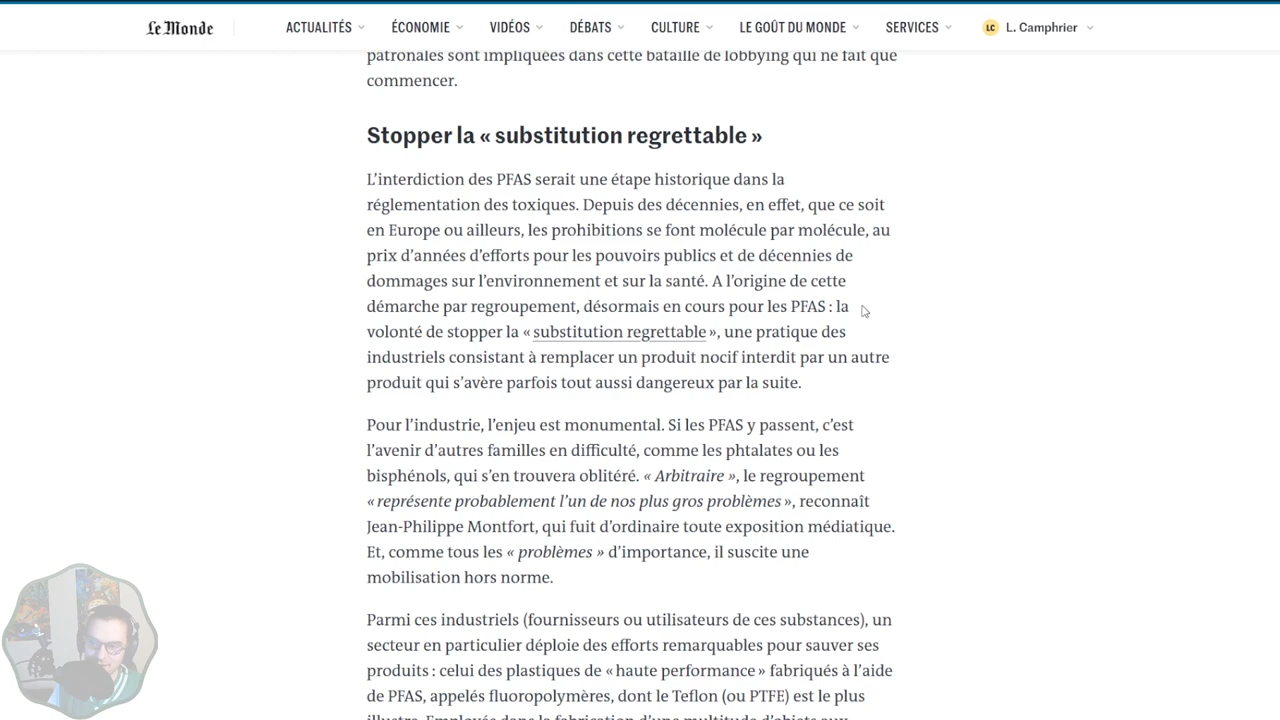 Le Monde
ACTUALITÉS
ÉCONOMIE
VIDÉOS
DÉBATS
CULTURE
LE GOÛT DU MONDE
SERVICES
LC
L. Camphrier
patronales sont impliquées dans cette bataille de lobbying qui ne fait que
commencer.
Stopper la « substitution regrettable »
L’interdiction des PFAS serait une étape historique dans la
réglementation des toxiques. Depuis des décennies, en effet, que ce soit
en Europe ou ailleurs, les prohibitions se font molécule par molécule, au
prix d’années d’efforts pour les pouvoirs publics et de décennies de
dommages sur l’environnement et sur la santé. A l’origine de cette
démarche par regroupement, désormais en cours pour les PFAS : la
volonté de stopper la « substitution regrettable », une pratique des
industriels consistant à remplacer un produit nocif interdit par un autre
produit qui s’avère parfois tout aussi dangereux par la suite.
Pour l’industrie, l’enjeu est monumental. Si les PFAS y passent, c’est
l’avenir d’autres familles en difficulté, comme les phtalates ou les
bisphénols, qui s’en trouvera oblitéré. « Arbitraire », le regroupement
« représente probablement l’un de nos plus gros problèmes », reconnaît
Jean-Philippe Montfort, qui fuit d’ordinaire toute exposition médiatique.
Et, comme tous les « problèmes » d’importance, il suscite une
mobilisation hors norme.
Parmi ces industriels (fournisseurs ou utilisateurs de ces substances), un
secteur en particulier déploie des efforts remarquables pour sauver ses
produits : celui des plastiques de « haute performance » fabriqués à l’aide
de PFAS, appelés fluoropolymères, dont le Teflon (ou PTFE) est le plus
illustre. Employés dans la fabrication d’une multitude d’objets aux